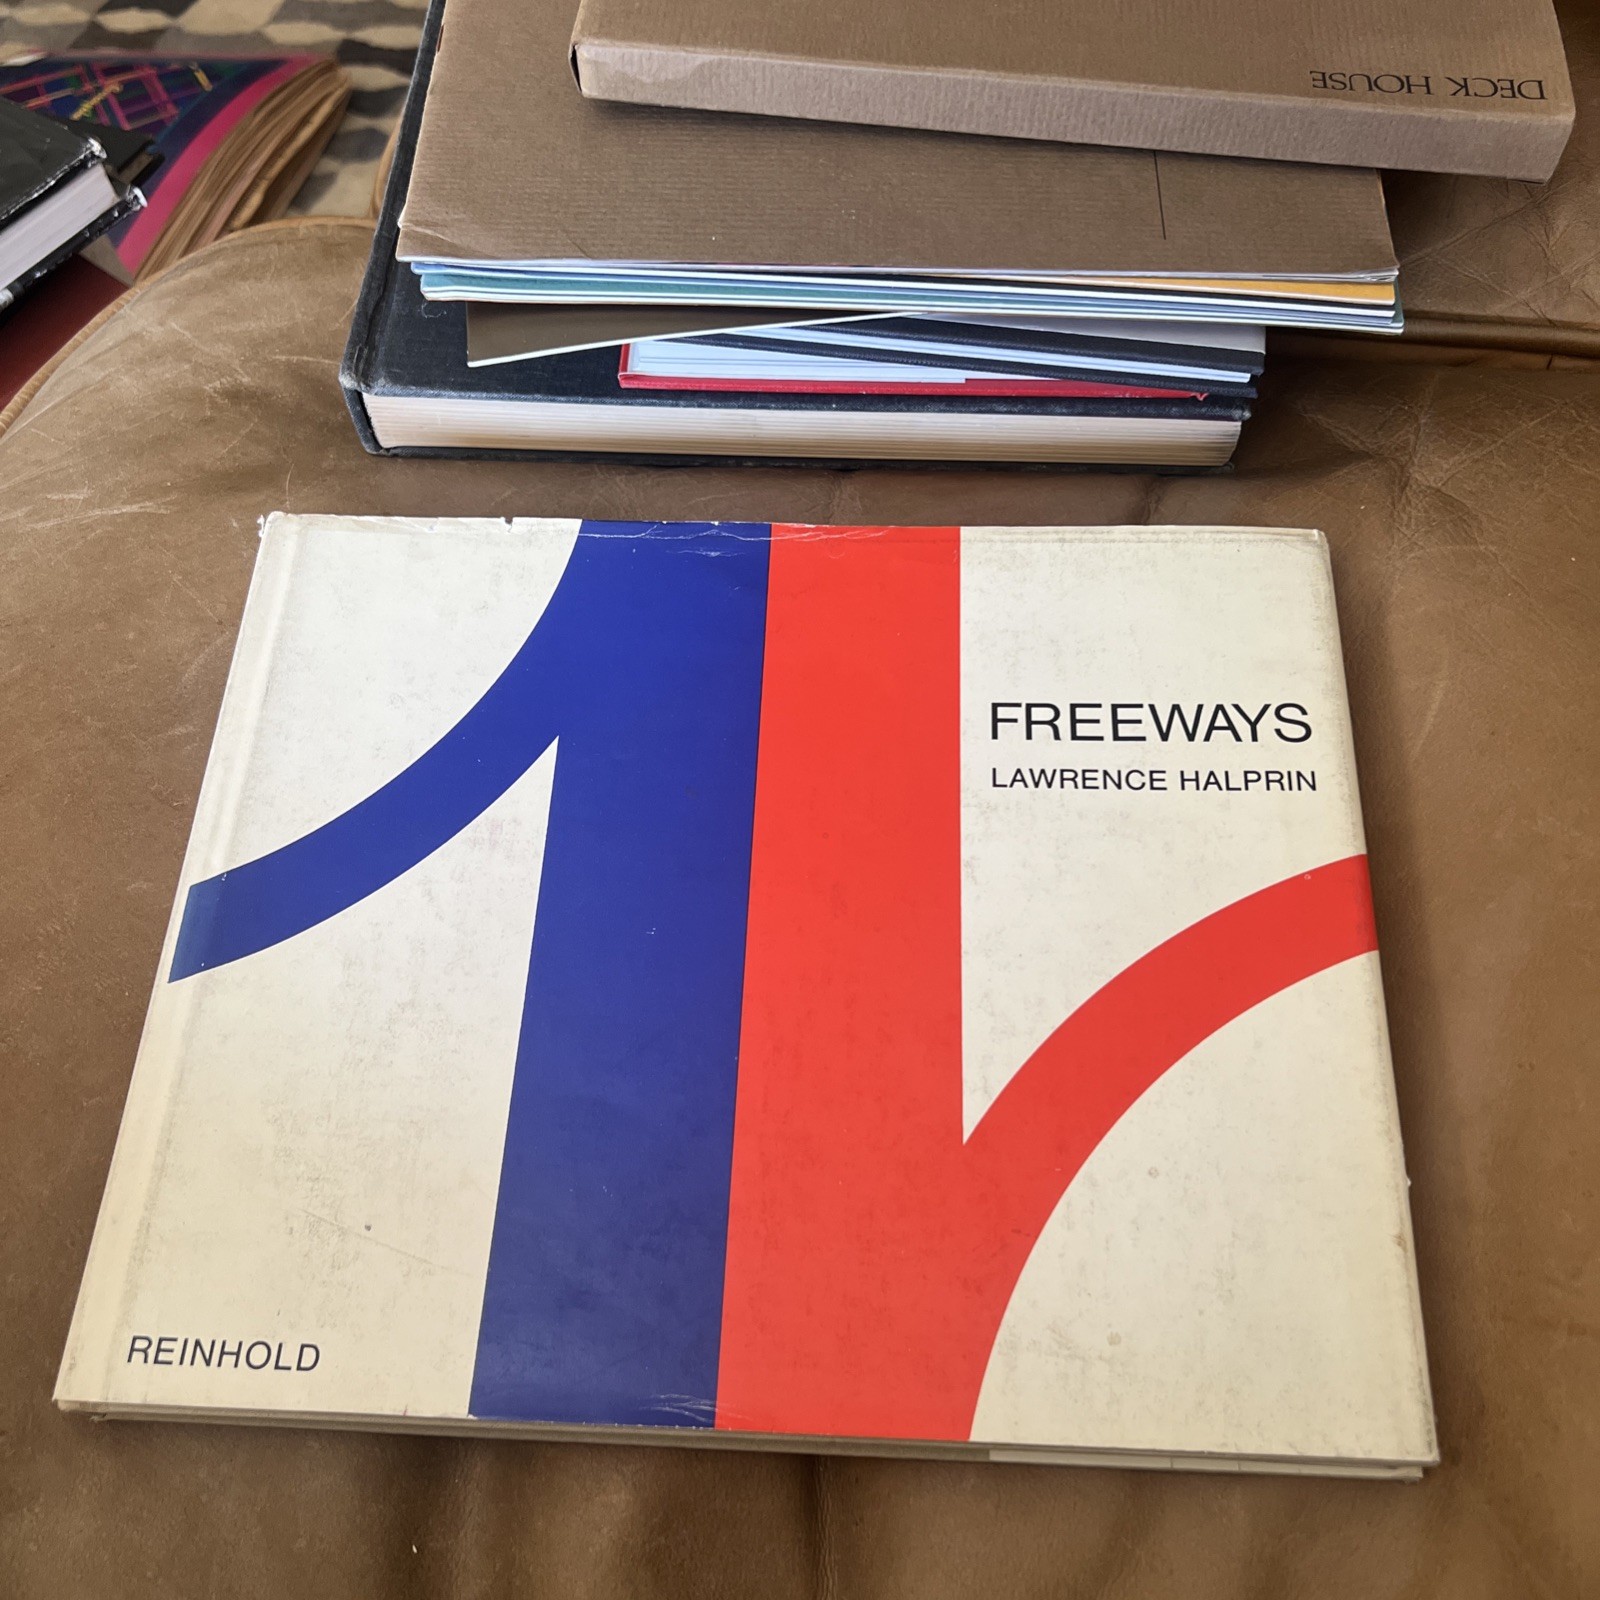 DECK HOUSE
FREEWAYS
LAWRENCE HALPRIN
REINHOLD